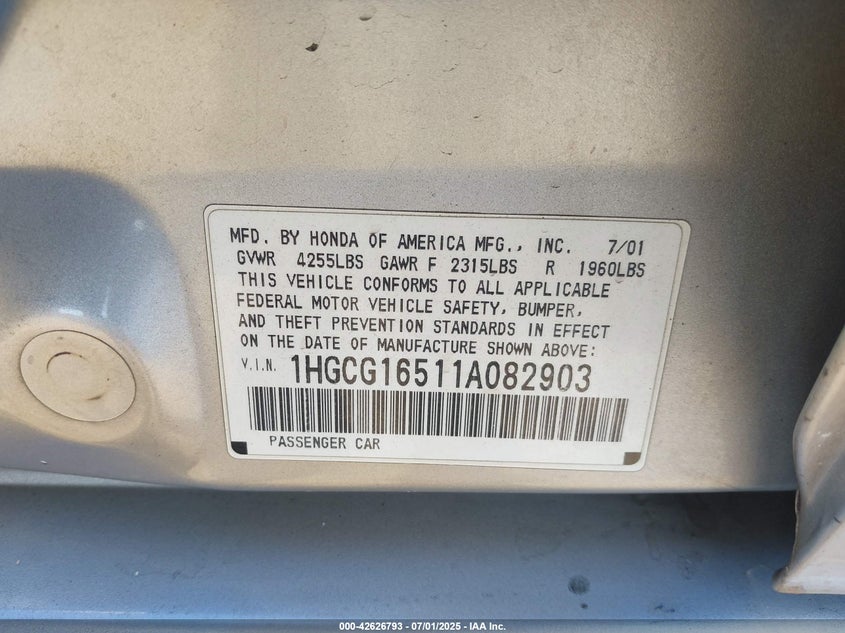 MFD. BY HONDA OF AMERICA MFG., INC. 7/01
GVWR 4255LBS GAWR F 2315LBS R 1960LBS
THIS VEHICLE CONFORMS TO ALL APPLICABLE
FEDERAL MOTOR VEHICLE SAFETY, BUMPER,
AND THEFT PREVENTION STANDARDS IN EFFECT
ON THE DATE OF MANUFACTURE SHOWN ABOVE:
V.I.N. 1HGCG16511A082903
PASSENGER CAR
000-42626793 - 07/01/2025 - IAA Inc.